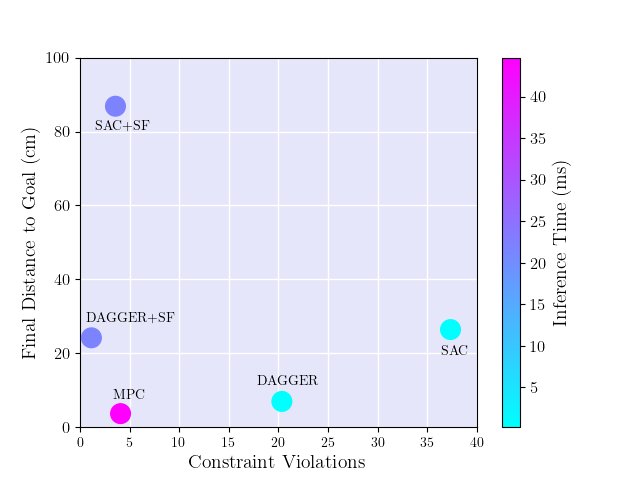 100
80
60
40
20
0
Final Distance to Goal (cm)
SAC+SF
DAGGER+SF
MPC
DAGGER
SAC
0 5 10 15 20 25 30 35 40
Constraint Violations
40
35
30
25
20
15
10
5
Inference Time (ms)